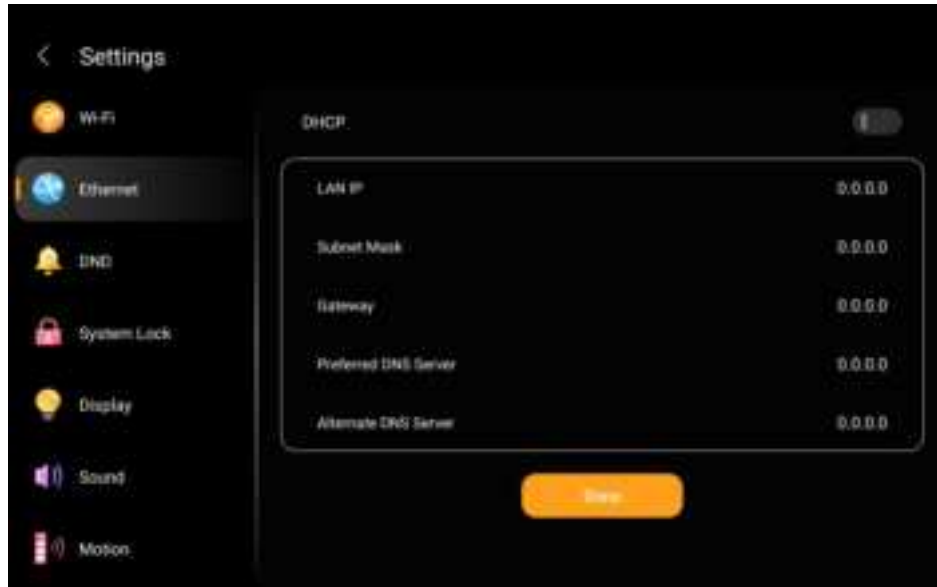 Settings
Wi-Fi
DHCP
Ethernet
LAN IP 0.0.0.0
Subnet Mask 0.0.0.0
DND
Gateway 0.0.0.0
System Lock
Preferred DNS Server 0.0.0.0
Display
Alternate DNS Server 0.0.0.0
Sound
Motion